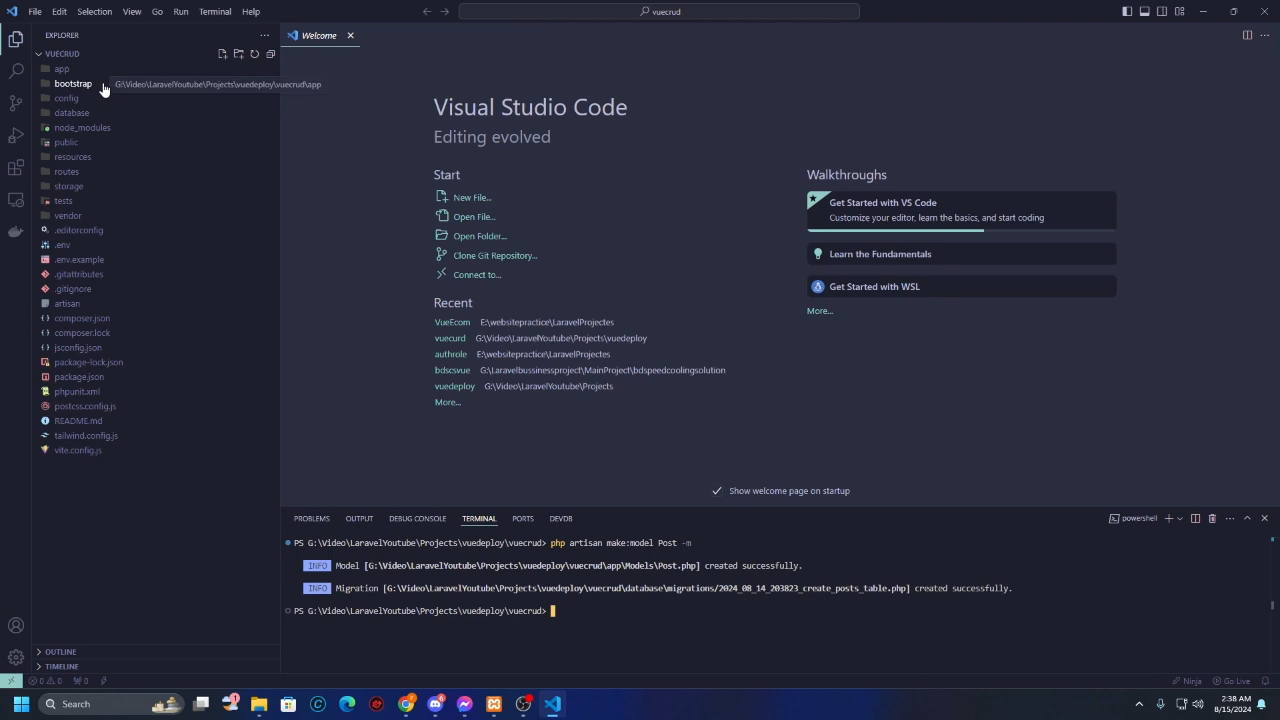 File Edit Selection View Go Run Terminal Help
vuecrud
EXPLORER
Welcome
VUECRUD
app
bootstrap
G:\Video\LaravelYoutube\Projects\vuedeploy\vuecrud\app
config
database
node_modules
public
resources
routes
storage
tests
vendor
.editorconfig
.env
.env.example
.gitattributes
.gitignore
artisan
composer.json
composer.lock
jsconfig.json
package-lock.json
package.json
phpunit.xml
postcss.config.js
README.md
tailwind.config.js
vite.config.js
OUTLINE
TIMELINE
Visual Studio Code
Editing evolved
Start
New File...
Open File...
Open Folder...
Clone Git Repository...
Connect to...
Recent
VueEcom E:\websitepractice\LaravelProjectes
vuecurd G:\Video\LaravelYoutube\Projects\vuedeploy
authrole E:\websitepractice\LaravelProjectes
bdscsvue G:\Laravelbussinessproject\MainProject\bdspeedcoolingsolution
vuedeploy G:\Video\LaravelYoutube\Projects
More...
Walkthroughs
Get Started with VS Code
Customize your editor, learn the basics, and start coding
Learn the Fundamentals
Get Started with WSL
More...
Show welcome page on startup
PROBLEMS OUTPUT DEBUG CONSOLE TERMINAL PORTS DEVDB
powershell
PS G:\Video\LaravelYoutube\Projects\vuedeploy\vuecrud> php artisan make:model Post -m
INFO Model [G:\Video\LaravelYoutube\Projects\vuedeploy\vuecrud\app\Models\Post.php] created successfully.
INFO Migration [G:\Video\LaravelYoutube\Projects\vuedeploy\vuecrud\database\migrations/2024_08_14_203823_create_posts_table.php] created successfully.
PS G:\Video\LaravelYoutube\Projects\vuedeploy\vuecrud>
0 0 0
Ninja
Go Live
Search
2:38 AM
8/15/2024